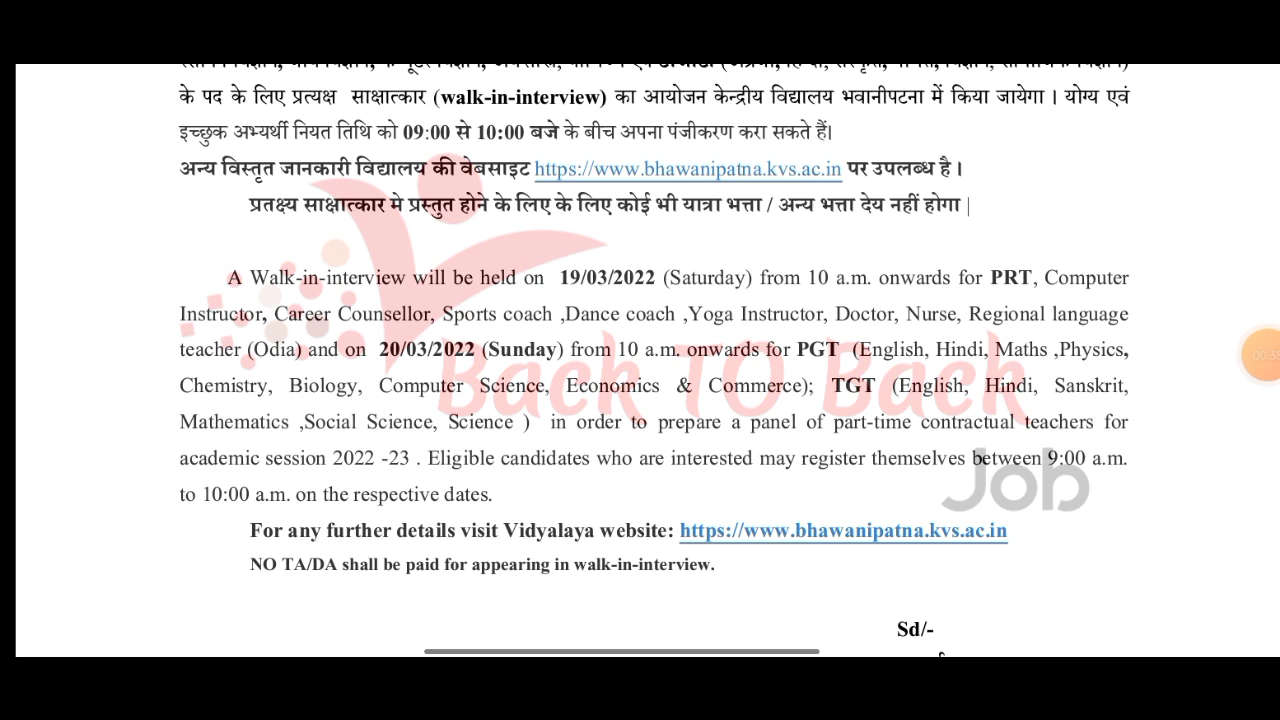 के पद के लिए प्रत्यक्ष साक्षात्कार (walk-in-interview) का आयोजन केन्द्रीय विद्यालय भवानीपटना में किया जायेगा । योग्य एवं
इच्छुक अभ्यर्थी नियत तिथि को 09:00 से 10:00 बजे के बीच अपना पंजीकरण करा सकते हैं।
अन्य विस्तृत जानकारी विद्यालय की वेबसाइट https://www.bhawanipatna.kvs.ac.in पर उपलब्ध है ।
प्रतक्ष्य साक्षात्कार मे प्रस्तुत होने के लिए के लिए कोई भी यात्रा भत्ता / अन्य भत्ता देय नहीं होगा |
A Walk-in-interview will be held on 19/03/2022 (Saturday) from 10 a.m. onwards for PRT, Computer
Instructor, Career Counsellor, Sports coach ,Dance coach ,Yoga Instructor, Doctor, Nurse, Regional language
teacher (Odia) and on 20/03/2022 (Sunday) from 10 a.m. onwards for PGT (English, Hindi, Maths ,Physics,
Chemistry, Biology, Computer Science, Economics & Commerce); TGT (English, Hindi, Sanskrit,
Mathematics ,Social Science, Science ) in order to prepare a panel of part-time contractual teachers for
academic session 2022 -23 . Eligible candidates who are interested may register themselves between 9:00 a.m.
to 10:00 a.m. on the respective dates.
For any further details visit Vidyalaya website: https://www.bhawanipatna.kvs.ac.in
NO TA/DA shall be paid for appearing in walk-in-interview.
Sd/-
Back TO Back
Job